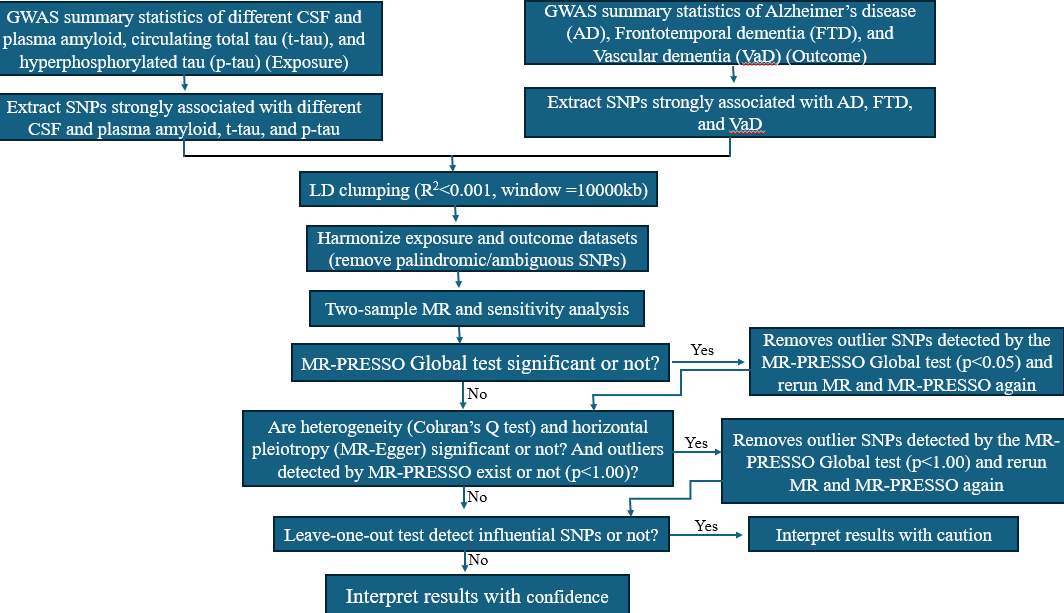 GWAS summary statistics of different CSF and
plasma amyloid, circulating total tau (t-tau), and
hyperphosphorylated tau (p-tau) (Exposure)
GWAS summary statistics of Alzheimer's disease
(AD), Frontotemporal dementia (FTD), and
Vascular dementia (VaD) (Outcome)
Extract SNPs strongly associated with different
CSF and plasma amyloid, t-tau, and p-tau
Extract SNPs strongly associated with AD, FTD,
and VaD
LD clumping (R²<0.001, window =10000kb)
Harmonize exposure and outcome datasets
(remove palindromic/ambiguous SNPs)
Two-sample MR and sensitivity analysis
MR-PRESSO Global test significant or not?
Yes
Removes outlier SNPs detected by the
MR-PRESSO Global test (p<0.05) and
rerun MR and MR-PRESSO again
No
Are heterogeneity (Cohran's Q test) and horizontal
pleiotropy (MR-Egger) significant or not? And outliers
detected by MR-PRESSO exist or not (p<1.00)?
Yes
Removes outlier SNPs detected by the MR-
PRESSO Global test (p<1.00) and rerun
MR and MR-PRESSO again
No
Leave-one-out test detect influential SNPs or not?
Yes
Interpret results with caution
No
Interpret results with confidence